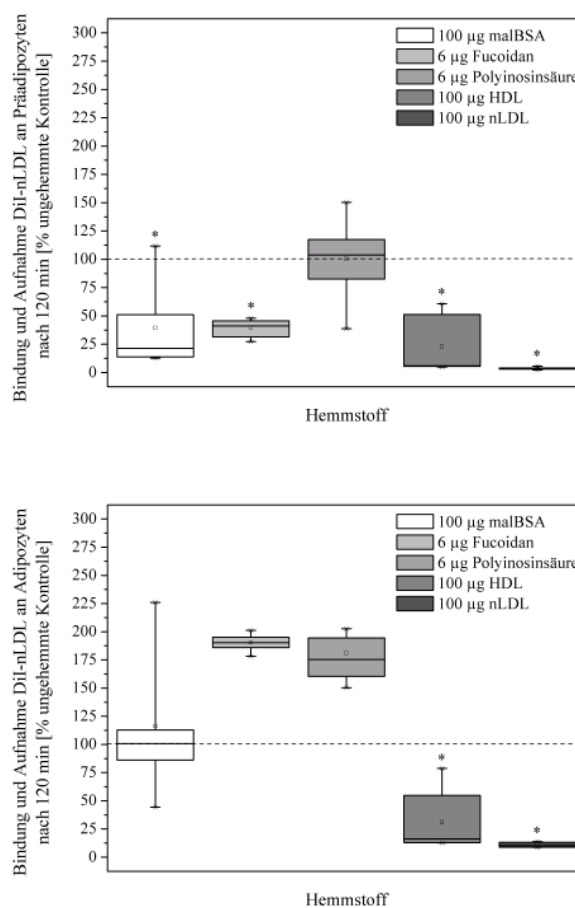 Bindung und Aufnahme DiI-nLDL an Präadipozyten
nach 120 min [% ungehemmte Kontrolle]
300
275
250
225
200
175
150
125
100
75
50
25
0
100 µg malBSA
6 µg Fucoidan
6 µg Polyinosinsäure
100 µg HDL
100 µg nLDL
*
*
*
*
Hemmstoff
Bindung und Aufnahme DiI-nLDL an Adipozyten
nach 120 min [% ungehemmte Kontrolle]
300
275
250
225
200
175
150
125
100
75
50
25
0
100 µg malBSA
6 µg Fucoidan
6 µg Polyinosinsäure
100 µg HDL
100 µg nLDL
*
*
Hemmstoff